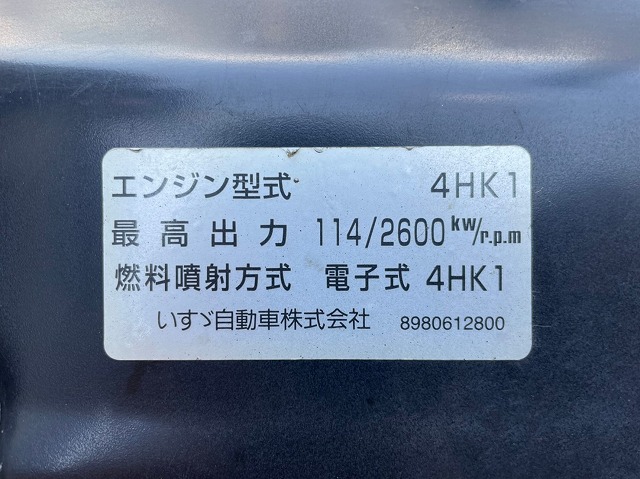 エンジン型式 4HK1
最高出力 114/2600 kw/r.p.m
燃料噴射方式 電子式 4HK1
いすゞ自動車株式会社 8980612800